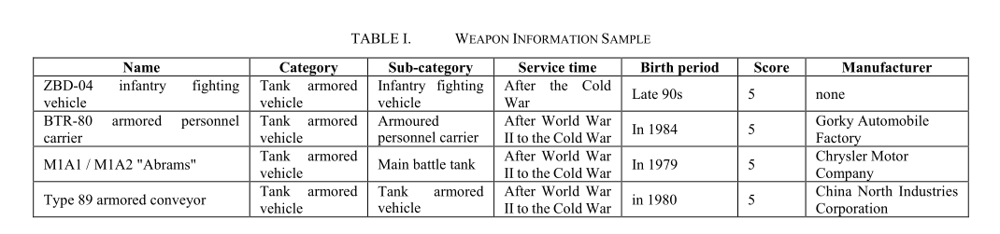 TABLE I. WEAPON INFORMATION SAMPLE
Name Category Sub-category Service time Birth period Score Manufacturer
ZBD-04 infantry fighting vehicle Tank armored vehicle Infantry fighting vehicle After the Cold War Late 90s 5 none
BTR-80 armored personnel carrier Tank armored vehicle Armoured personnel carrier After World War II to the Cold War In 1984 5 Gorky Automobile Factory
M1A1 / M1A2 "Abrams" Tank armored vehicle Main battle tank After World War II to the Cold War In 1979 5 Chrysler Motor Company
Type 89 armored conveyor Tank armored vehicle Tank armored vehicle After World War II to the Cold War in 1980 5 China North Industries Corporation